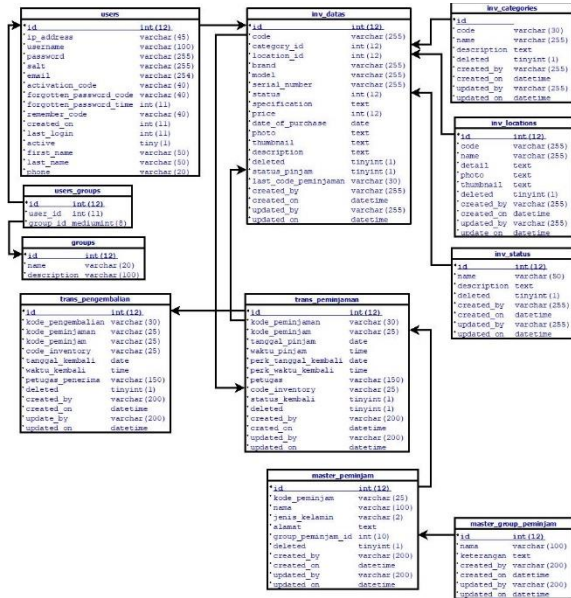 users
id int(12)
ip_address varchar(45)
username varchar(100)
password varchar(255)
salt varchar(255)
email varchar(254)
activation_code varchar(40)
forgotten_password_code varchar(40)
forgotten_password_time int(11)
remember_code varchar(40)
created_on int(11)
last_login int(11)
active tiny(1)
first_name varchar(50)
last_name varchar(50)
phone varchar(20)
users_groups
id int(12)
user_id int(11)
group_id mediumint(8)
groups
id int(12)
name varchar(20)
description varchar(100)
inv_datas
id int(12)
code varchar(255)
category_id int(12)
location_id int(12)
brand varchar(255)
model varchar(255)
serial_number varchar(255)
status int(12)
specification text
price int(12)
date_of_purchase date
photo text
thumbnail text
description text
deleted tinyint(1)
status_pinjam tinyint(1)
last_code_peminjaman varchar(30)
created_by varchar(255)
created_on datetime
updated_by varchar(255)
updated_on datetime
inv_categories
id
code varchar(30)
name varchar(255)
description text
deleted tinyint(1)
created_by varchar(255)
created_on datetime
updated_by varchar(255)
updated_on datetime
inv_locations
id int(12)
code varchar(255)
name varchar(255)
detail text
photo text
thumbnail text
deleted tinyint(1)
created_by varchar(255)
created_on datetime
updated_by varchar(255)
update_on datetime
inv_status
id int(12)
name varchar(50)
description text
deleted tinyint(1)
created_by varchar(255)
created_on datetime
updated_by varchar(255)
updated_on datetime
trans_pengembalian
id int(12)
kode_pengembalian varchar(30)
kode_peminjaman varchar(25)
kode_peminjam varchar(25)
code_inventory varchar(25)
tanggal_kembali date
waktu_kembali time
petugas_penerima varchar(150)
deleted tinyint(1)
created_by varchar(200)
created_on datetime
update_by varchar(200)
updated_on datetime
trans_peminjaman
id int(12)
kode_peminjaman varchar(30)
kode_peminjam varchar(25)
tanggal_pinjam date
waktu_pinjam time
perk_tanggal_kembali date
perk_waktu_kembali time
petugas varchar(150)
code_inventory varchar(25)
status_kembali tinyint(1)
deleted tinyint(1)
created_by varchar(200)
crated_on datetime
updated_by varchar(200)
updated_on datetime
master_peminjam
id int(12)
kode_peminjam varchar(25)
nama varchar(100)
jenis_kelamin varchar(2)
alamat text
group_peminjam_id int(10)
deleted tinyint(1)
created_by varchar(200)
created_on datetime
updated_by varchar(200)
updated_on datetime
master_group_peminjam
id int(12)
nama varchar(100)
keterangan text
created_by varchar(200)
created_on datetime
updated_by varchar(200)
updated_on datetime